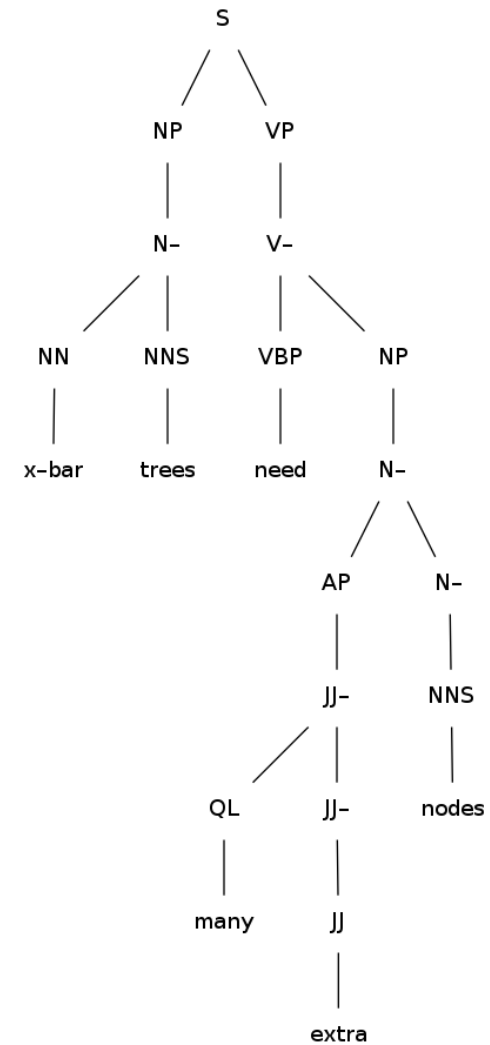 S
NP VP
N– V–
NN NNS VBP NP
x–bar trees need N–
AP N–
JJ– NNS
QL JJ– nodes
many JJ
extra